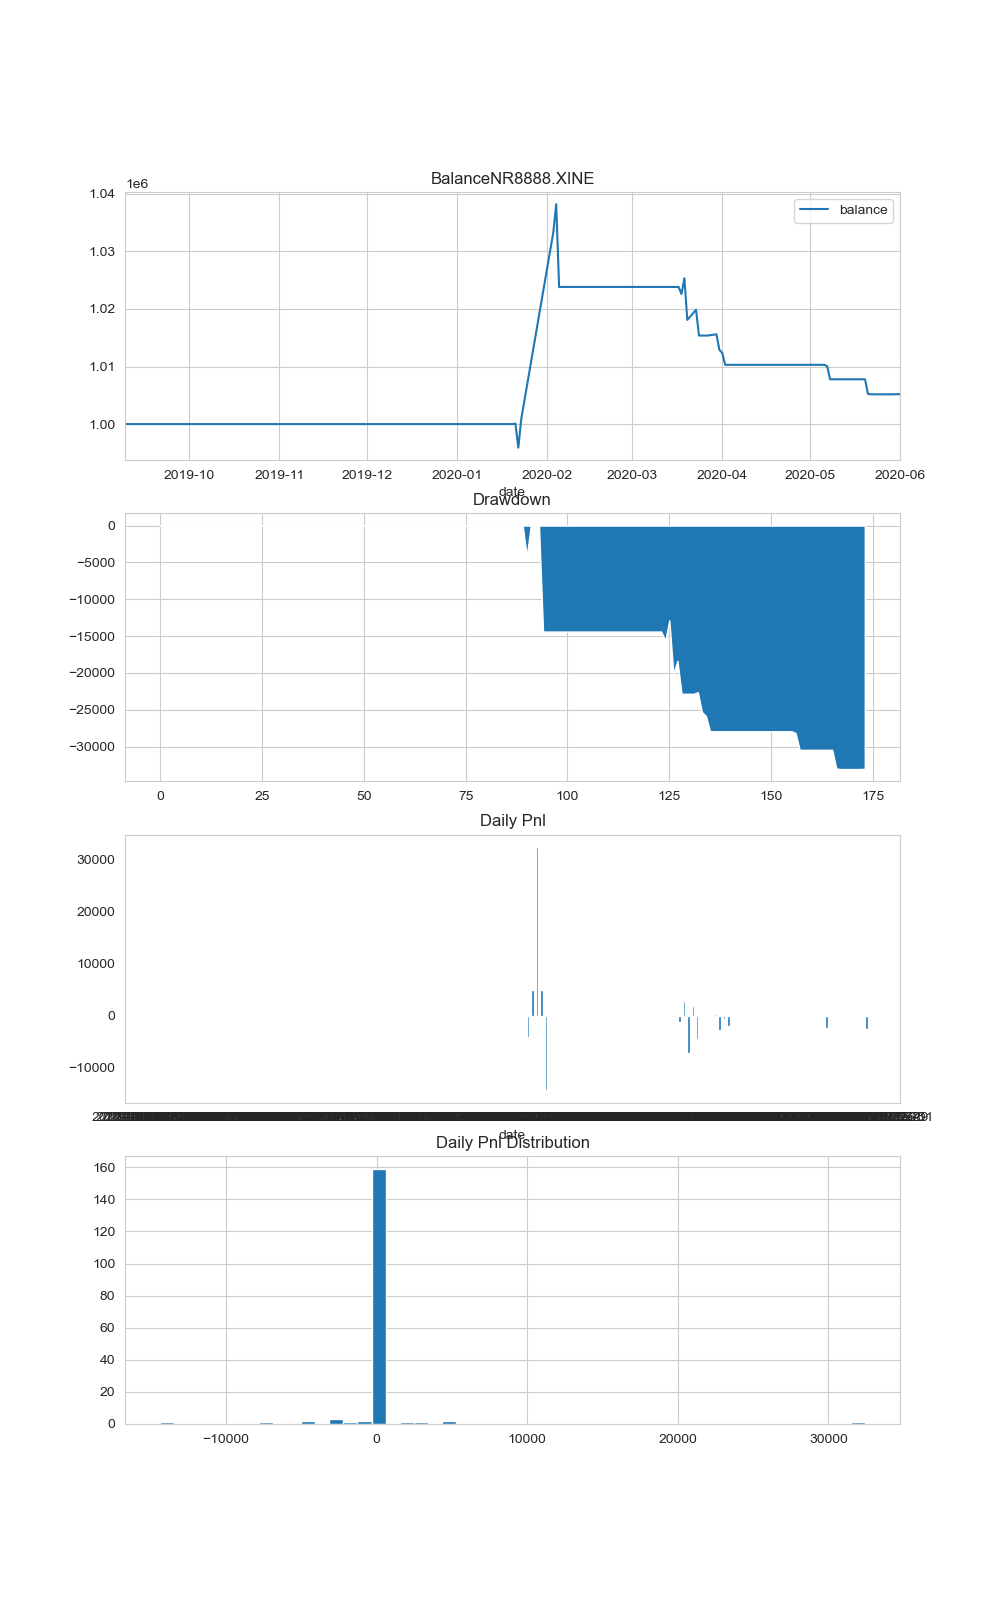 BalanceNR8888.XINE
1e6
balance
1.04
1.03
1.02
1.01
1.00
2019-10 2019-11 2019-12 2020-01 2020-02 2020-03 2020-04 2020-05 2020-06
date
Drawdown
0
−5000
−10000
−15000
−20000
−25000
−30000
0 25 50 75 100 125 150 175
Daily Pnl
30000
20000
10000
0
−10000
date
Daily Pnl Distribution
160
140
120
100
80
60
40
20
0
−10000 0 10000 20000 30000